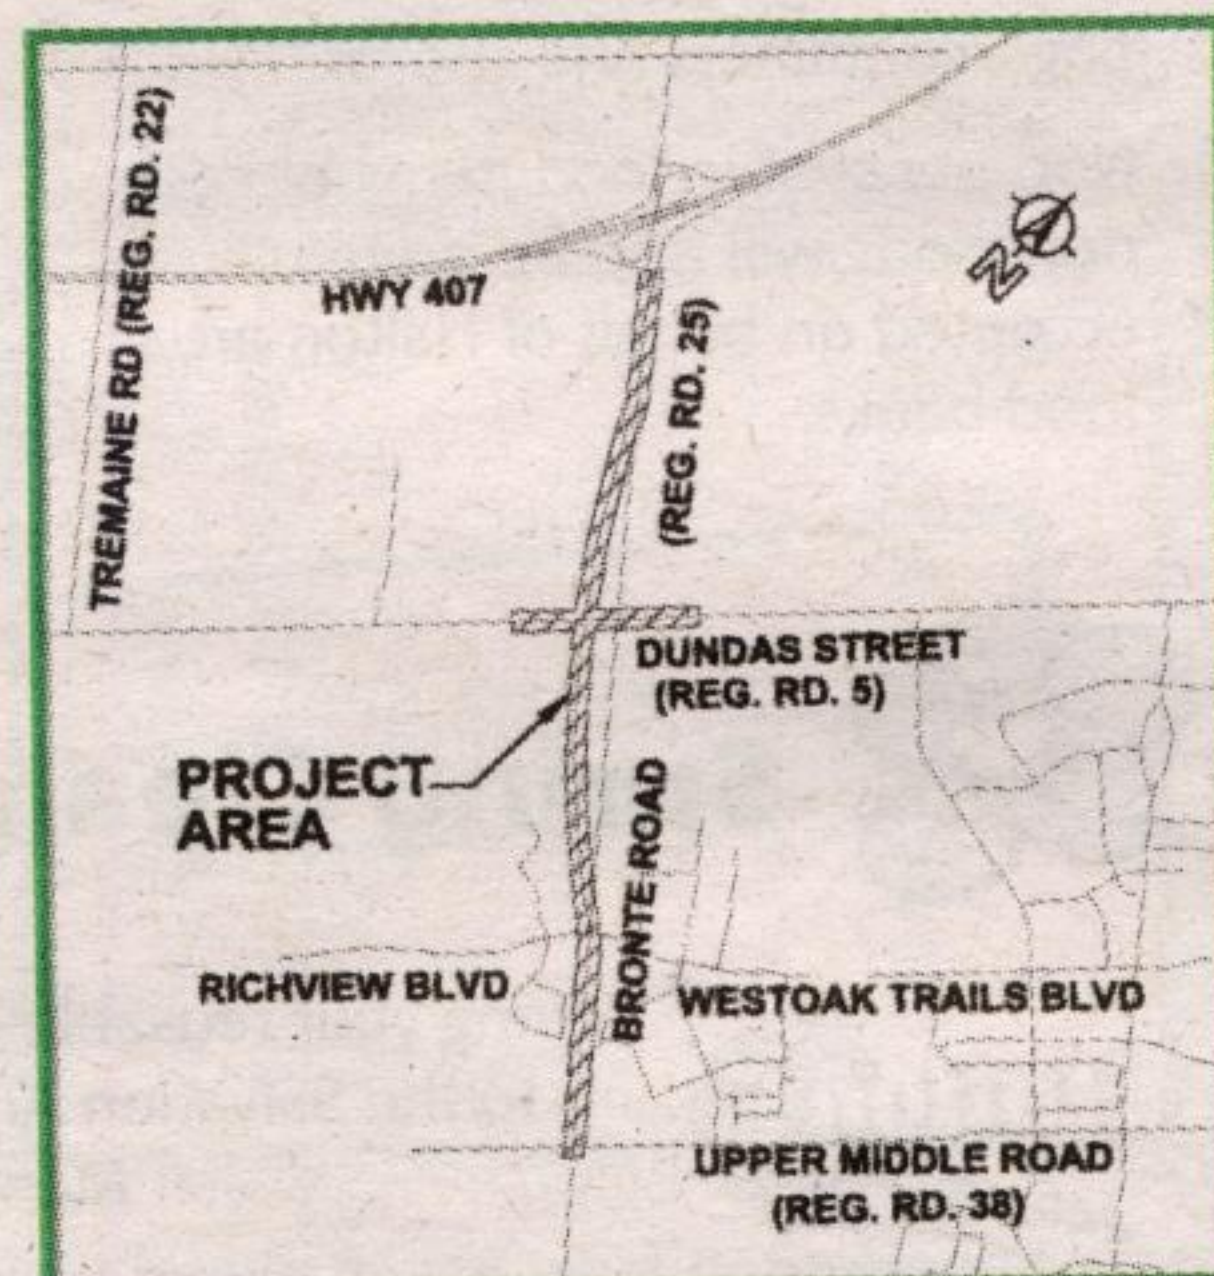 TREMAINE RD (REG. RD. 22)
HWY 407
N
(REG. RD. 25)
DUNDAS STREET
(REG. RD. 5)
PROJECT
AREA
BRONTE ROAD
RICHVIEW BLVD
WESTOAK TRAILS BLVD
UPPER MIDDLE ROAD
(REG. RD. 38)